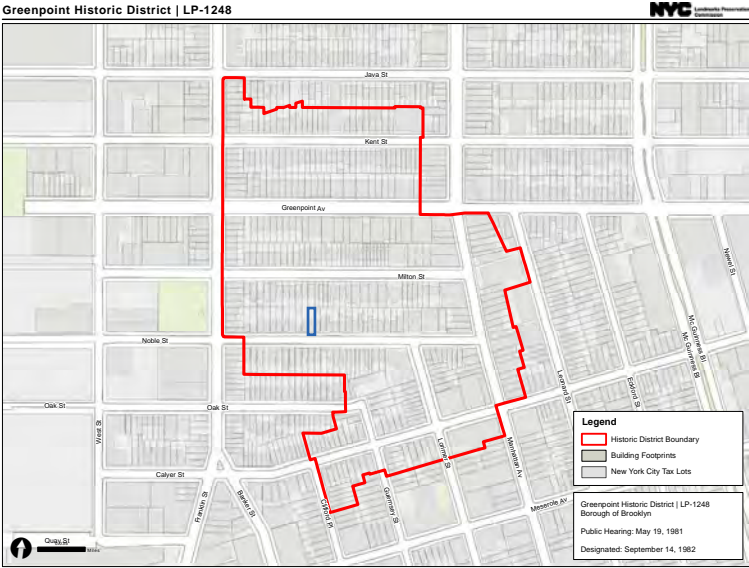 Greenpoint Historic District | LP-1248
NYC Landmarks Preservation
Commission
Java St
Kent St
Greenpoint Av
Milton St
Noble St
Oak St
Oak St
West St
Calyer St
Franklin St
Banker St
Clifford Pl
Guernsey St
Lorimer St
Manhattan Av
Meserole Av
Leonard St
Eckford St
Mc Guinness Bl
Mc Guinness Bl
Newel St
Quay St
Legend
Historic District Boundary
Building Footprints
New York City Tax Lots
Greenpoint Historic District | LP-1248
Borough of Brooklyn
Public Hearing: May 19, 1981
Designated: September 14, 1982